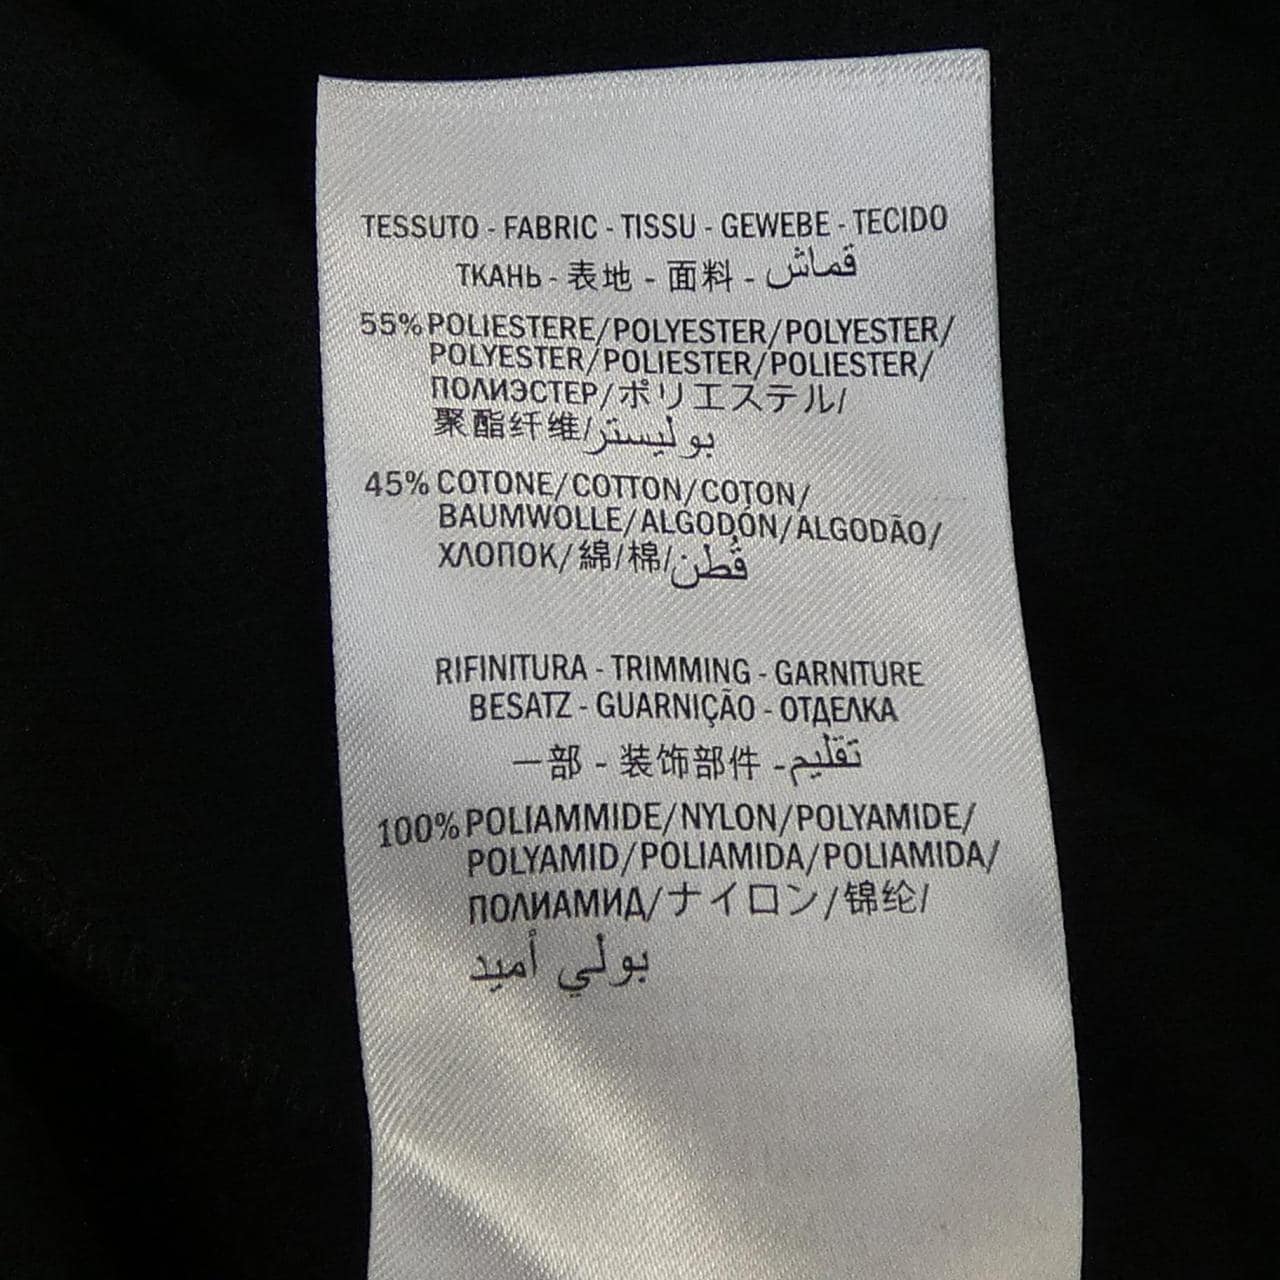 TESSUTO - FABRIC - TISSU - GEWEBE - TECIDO
ТКАНЬ - 表地 - 面料 - قماش
55% POLIESTERE/POLYESTER/POLYESTER/
POLYESTER/POLIESTER/POLIESTER/
ПОЛИЭСТЕР/ポリエステル/
聚酯纤维/بوليستر
45% COTONE/COTTON/COTON/
BAUMWOLLE/ALGODÓN/ALGODÃO/
ХЛОПОК/綿/棉/قُطن
RIFINITURA - TRIMMING - GARNITURE
BESATZ - GUARNIÇÃO - ОТДЕЛКА
一部 - 装饰部件 - تقليم
100% POLIAMMIDE/NYLON/POLYAMIDE/
POLYAMID/POLIAMIDA/POLIAMIDA/
ПОЛИАМИД/ナイロン/锦纶/
بولي أميد